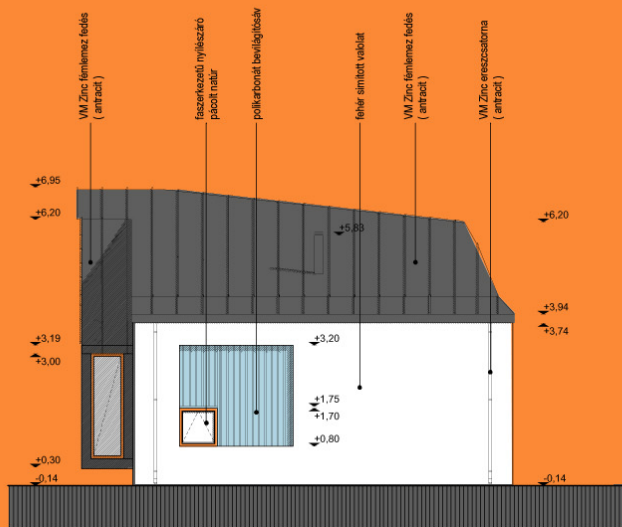 VM Zinc fémlemez fedés
( antracit )
faszerkezetű nyílészáró
pácolt natúr
polikarbonát bevilágítósáv
fehér simított vakolat
VM Zinc fémlemez fedés
( antracit )
VM Zinc ereszcsatorna
( antracit )
+6,95
+6,20
+6,20
+5,83
+3,94
+3,74
+3,19
+3,00
+3,20
+1,75
+1,70
+0,80
+0,30
-0,14
-0,14